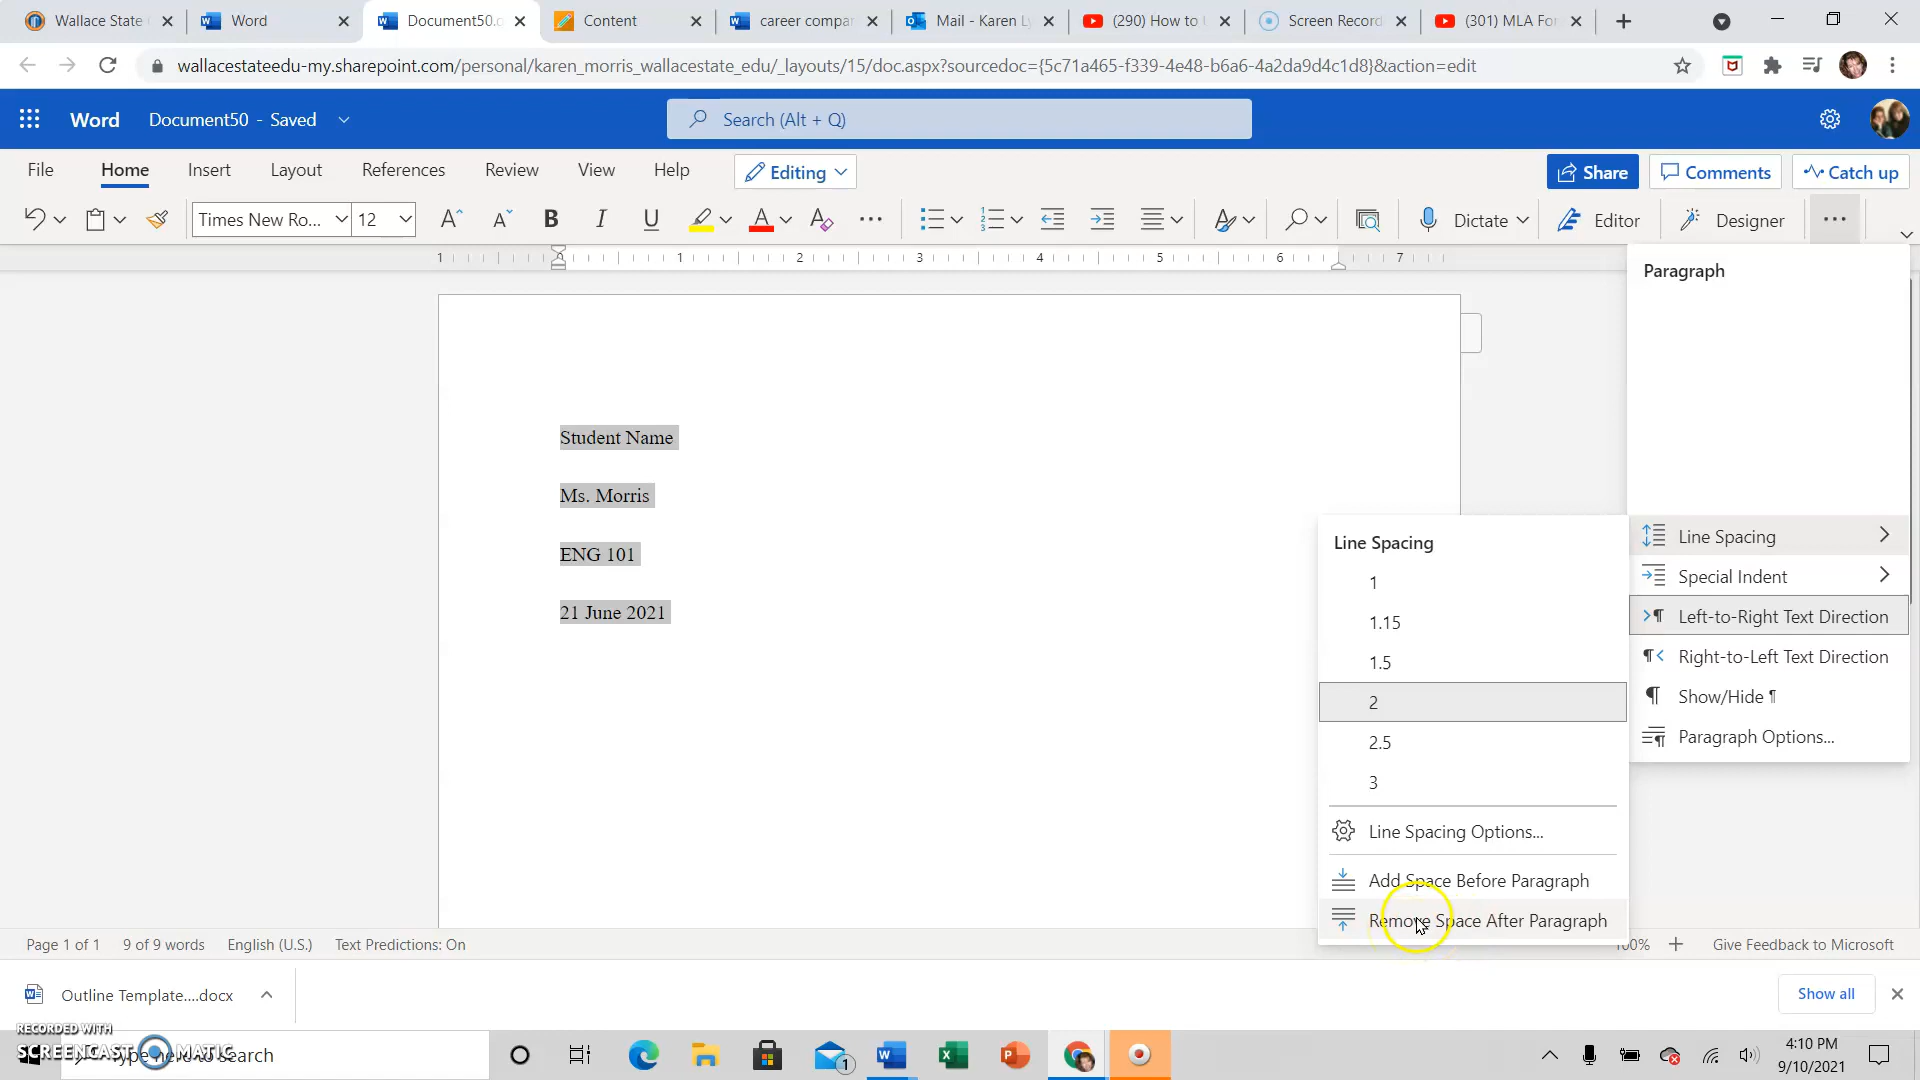 Wallace State
Word
Document50.
Content
career compa
Mail - Karen Ly
(290) How to
Screen Record
(301) MLA Fo
wallacestateedu-my.sharepoint.com/personal/karen_morris_wallacestate_edu/_layouts/15/doc.aspx?sourcedoc={5c71a465-f339-4e48-b6a6-4a2da9d4c1d8}&action=edit
Word Document50 - Saved Search (Alt + Q)
File Home Insert Layout References Review View Help Editing Share Comments Catch up
Times New Ro... 12 B I U Dictate Editor Designer
1 1 2 3 4 5 6 7
Paragraph
Student Name
Ms. Morris
ENG 101
21 June 2021
Line Spacing
1
1.15
1.5
2
2.5
3
Line Spacing Options...
Add Space Before Paragraph
Remove Space After Paragraph
Line Spacing
Special Indent
Left-to-Right Text Direction
Right-to-Left Text Direction
Show/Hide ¶
Paragraph Options...
Page 1 of 1 9 of 9 words English (U.S.) Text Predictions: On 100% Give Feedback to Microsoft
Outline Template....docx Show all
RECORDED WITH
SCREENCAST MATIC
Type here to search
1
4:10 PM
9/10/2021